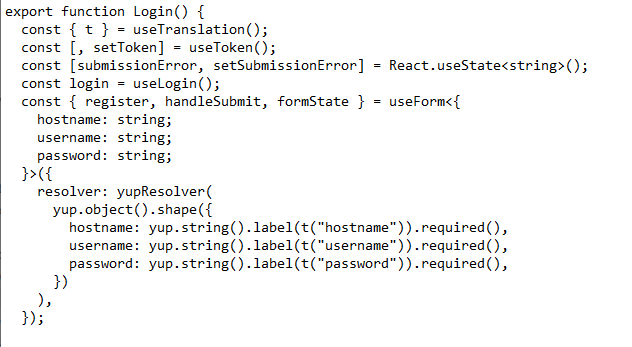 export function Login() {
  const { t } = useTranslation();
  const [, setToken] = useToken();
  const [submissionError, setSubmissionError] = React.useState<string>();
  const login = useLogin();
  const { register, handleSubmit, formState } = useForm<{
    hostname: string;
    username: string;
    password: string;
  }>({
    resolver: yupResolver(
      yup.object().shape({
        hostname: yup.string().label(t("hostname")).required(),
        username: yup.string().label(t("username")).required(),
        password: yup.string().label(t("password")).required(),
      })
    ),
  });